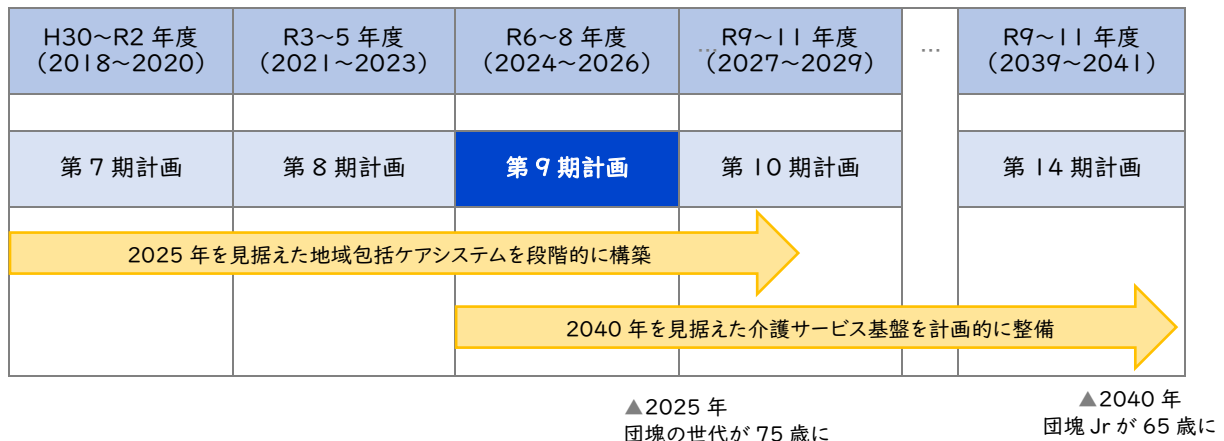 H30~R2 年度
(2018~2020)
R3~5 年度
(2021~2023)
R6~8 年度
(2024~2026)
…
R9~11 年度
(2027~2029)
…
R9~11 年度
(2039~2041)
第 7 期計画
第 8 期計画
第 9 期計画
第 10 期計画
第 14 期計画
2025 年を見据えた地域包括ケアシステムを段階的に構築
2040 年を見据えた介護サービス基盤を計画的に整備
▲2025 年
団塊の世代が 75 歳に
▲2040 年
団塊 Jr が 65 歳に